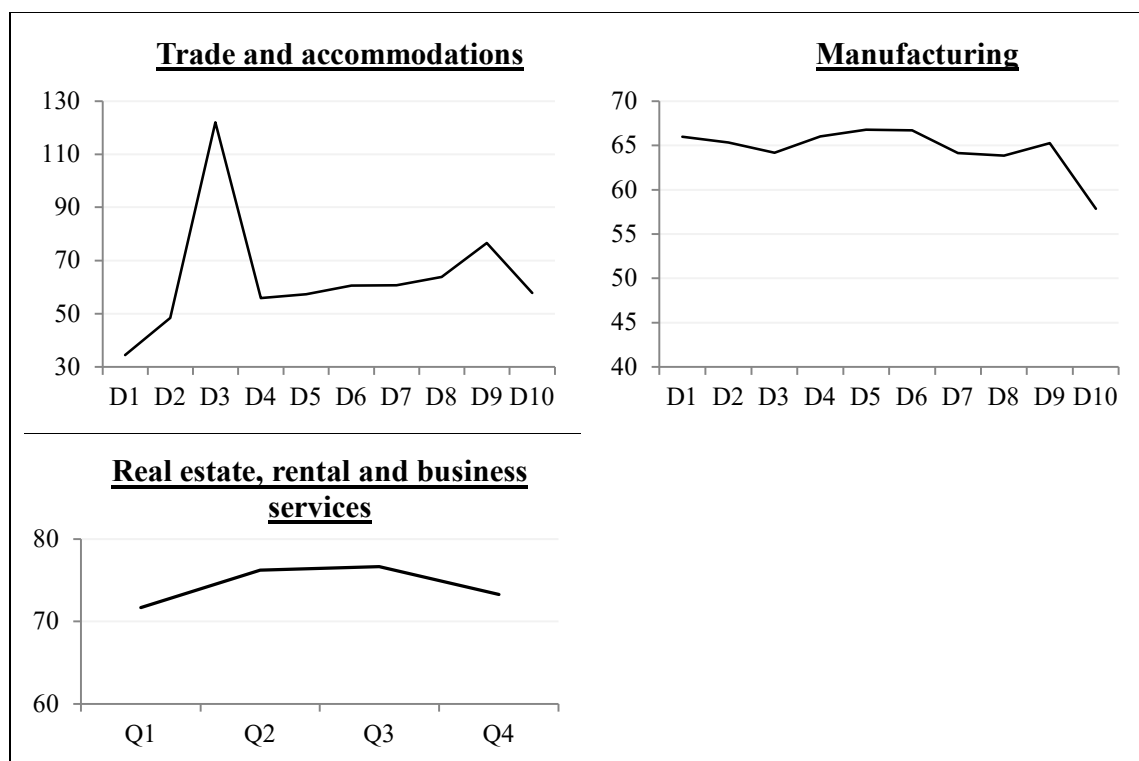 Trade and accommodations
130
110
90
70
50
30
D1 D2 D3 D4 D5 D6 D7 D8 D9 D10
Manufacturing
70
65
60
55
50
45
40
D1 D2 D3 D4 D5 D6 D7 D8 D9 D10
Real estate, rental and business
services
80
70
60
Q1 Q2 Q3 Q4